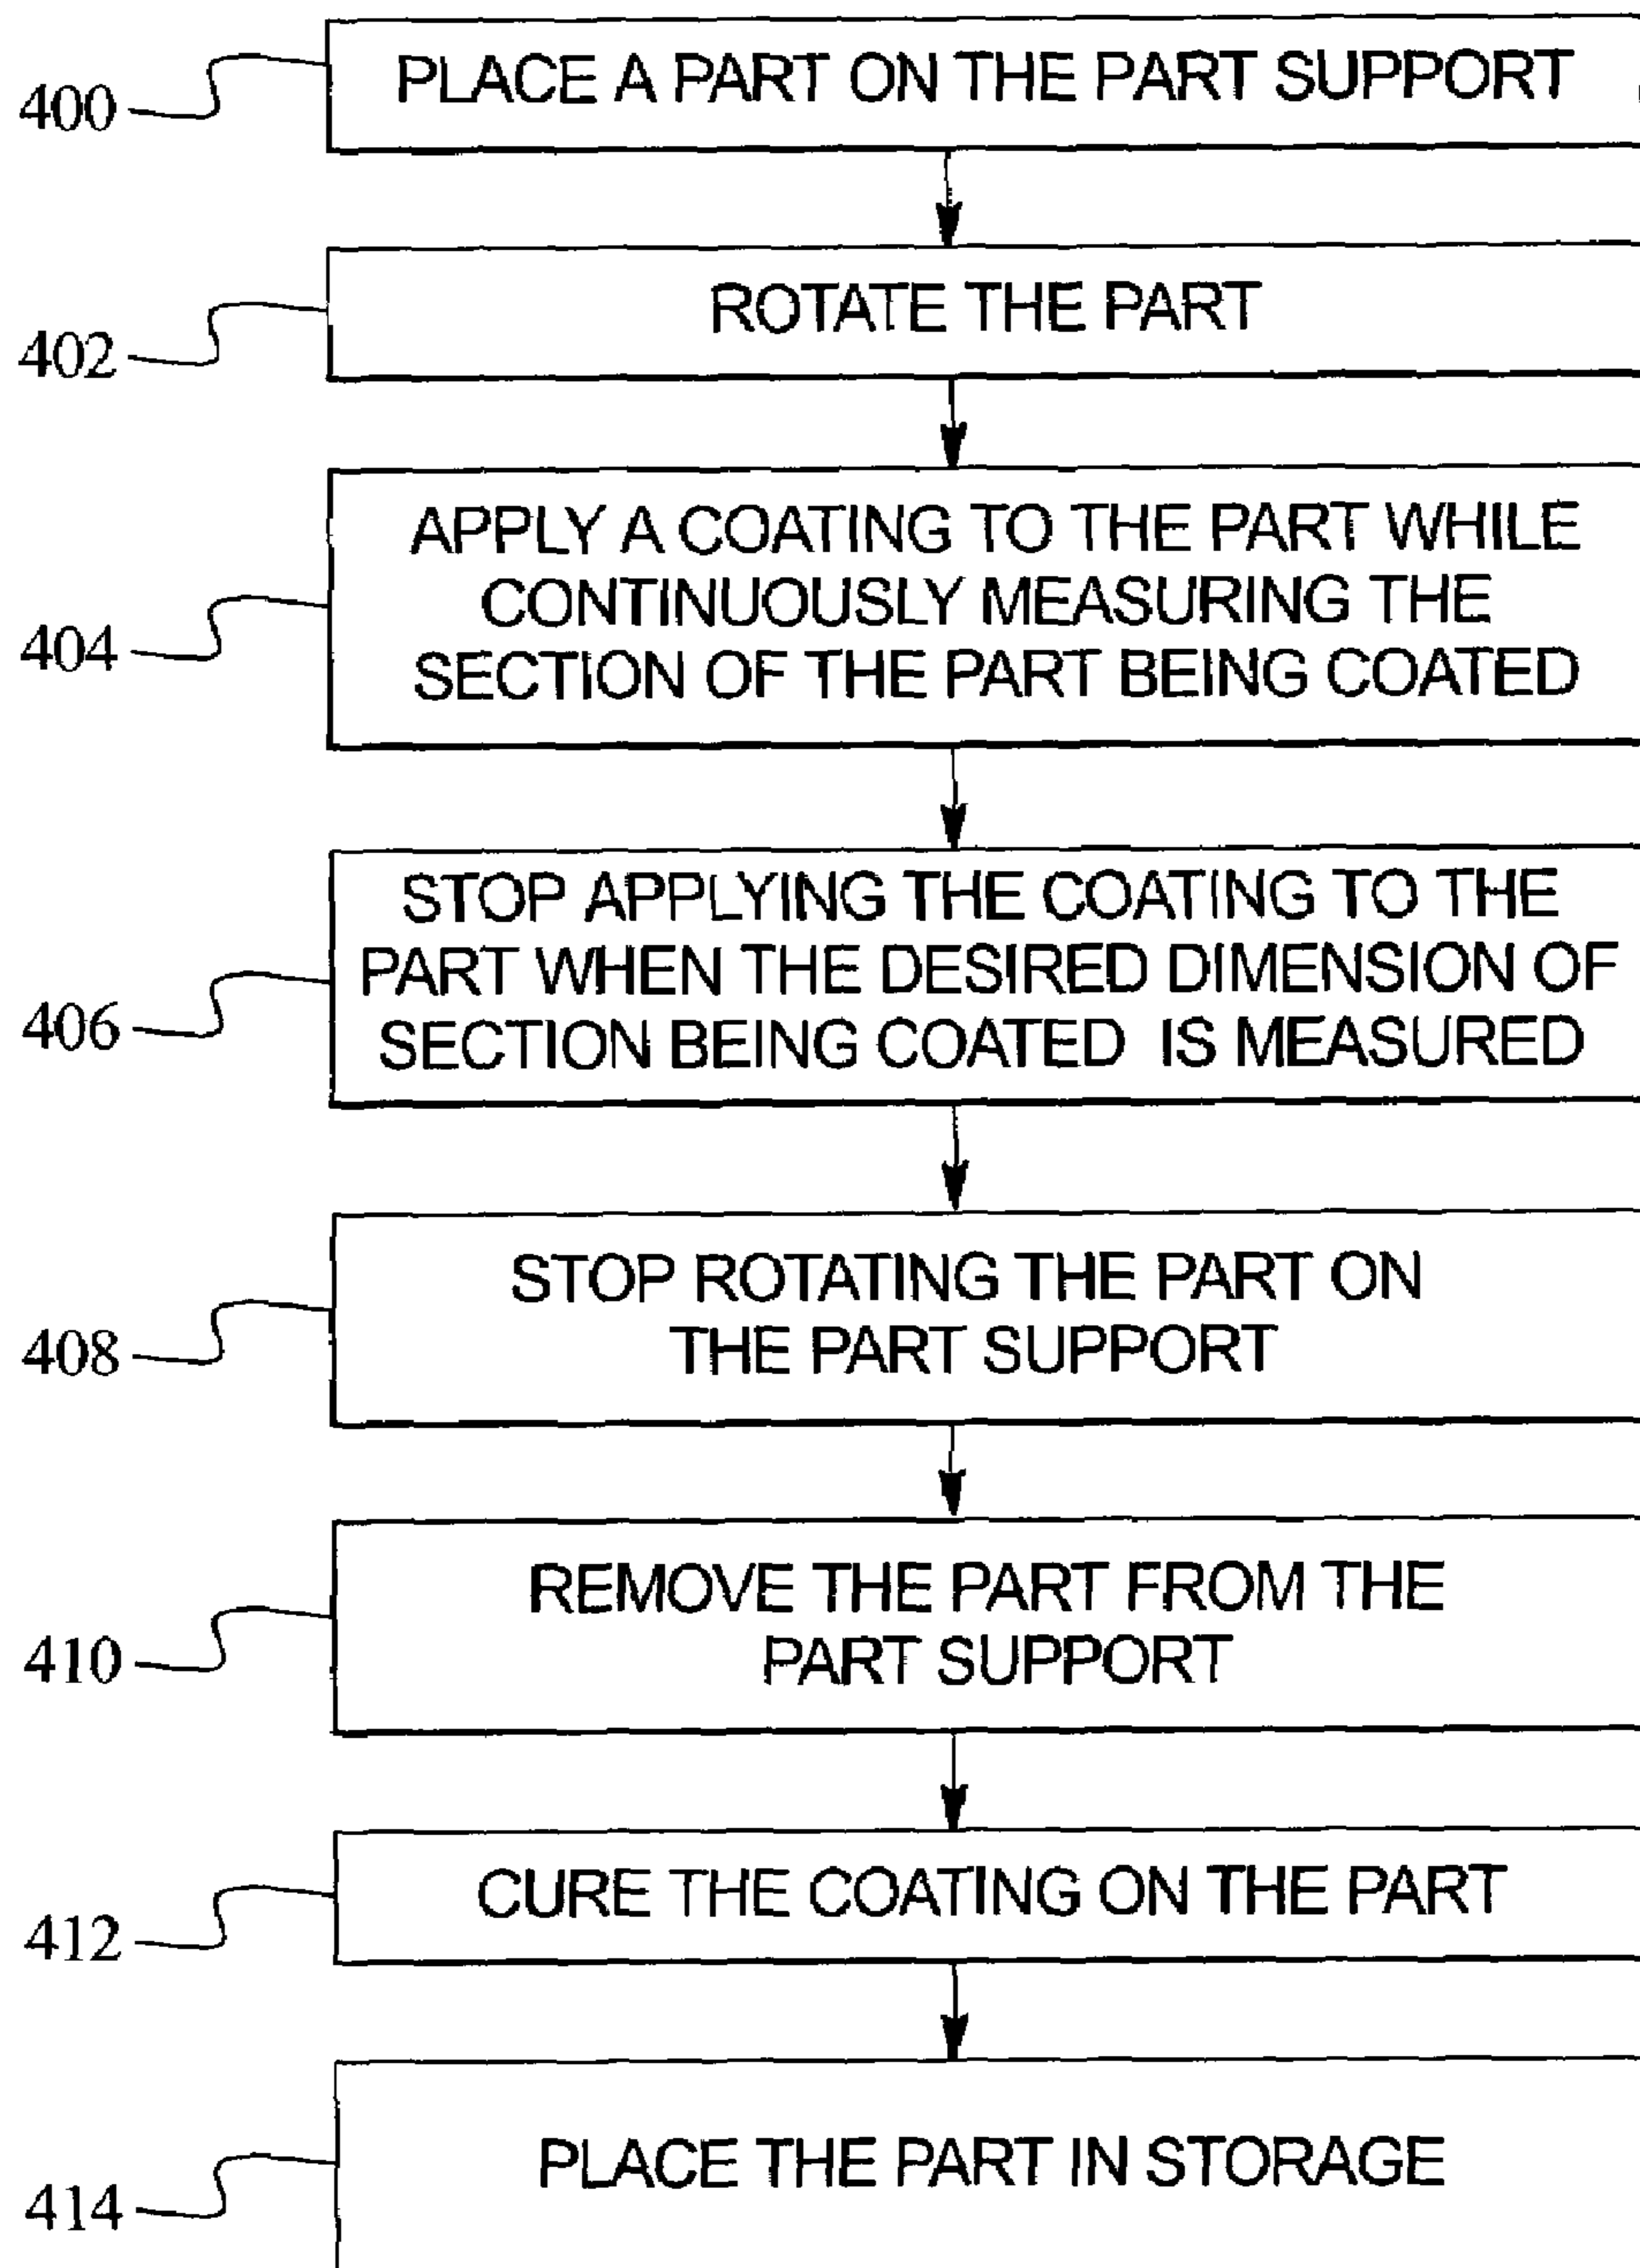 400
PLACE A PART ON THE PART SUPPORT
402
ROTATE THE PART
404
APPLY A COATING TO THE PART WHILE
CONTINUOUSLY MEASURING THE
SECTION OF THE PART BEING COATED
406
STOP APPLYING THE COATING TO THE
PART WHEN THE DESIRED DIMENSION OF
SECTION BEING COATED IS MEASURED
408
STOP ROTATING THE PART ON
THE PART SUPPORT
410
REMOVE THE PART FROM THE
PART SUPPORT
412
CURE THE COATING ON THE PART
414
PLACE THE PART IN STORAGE